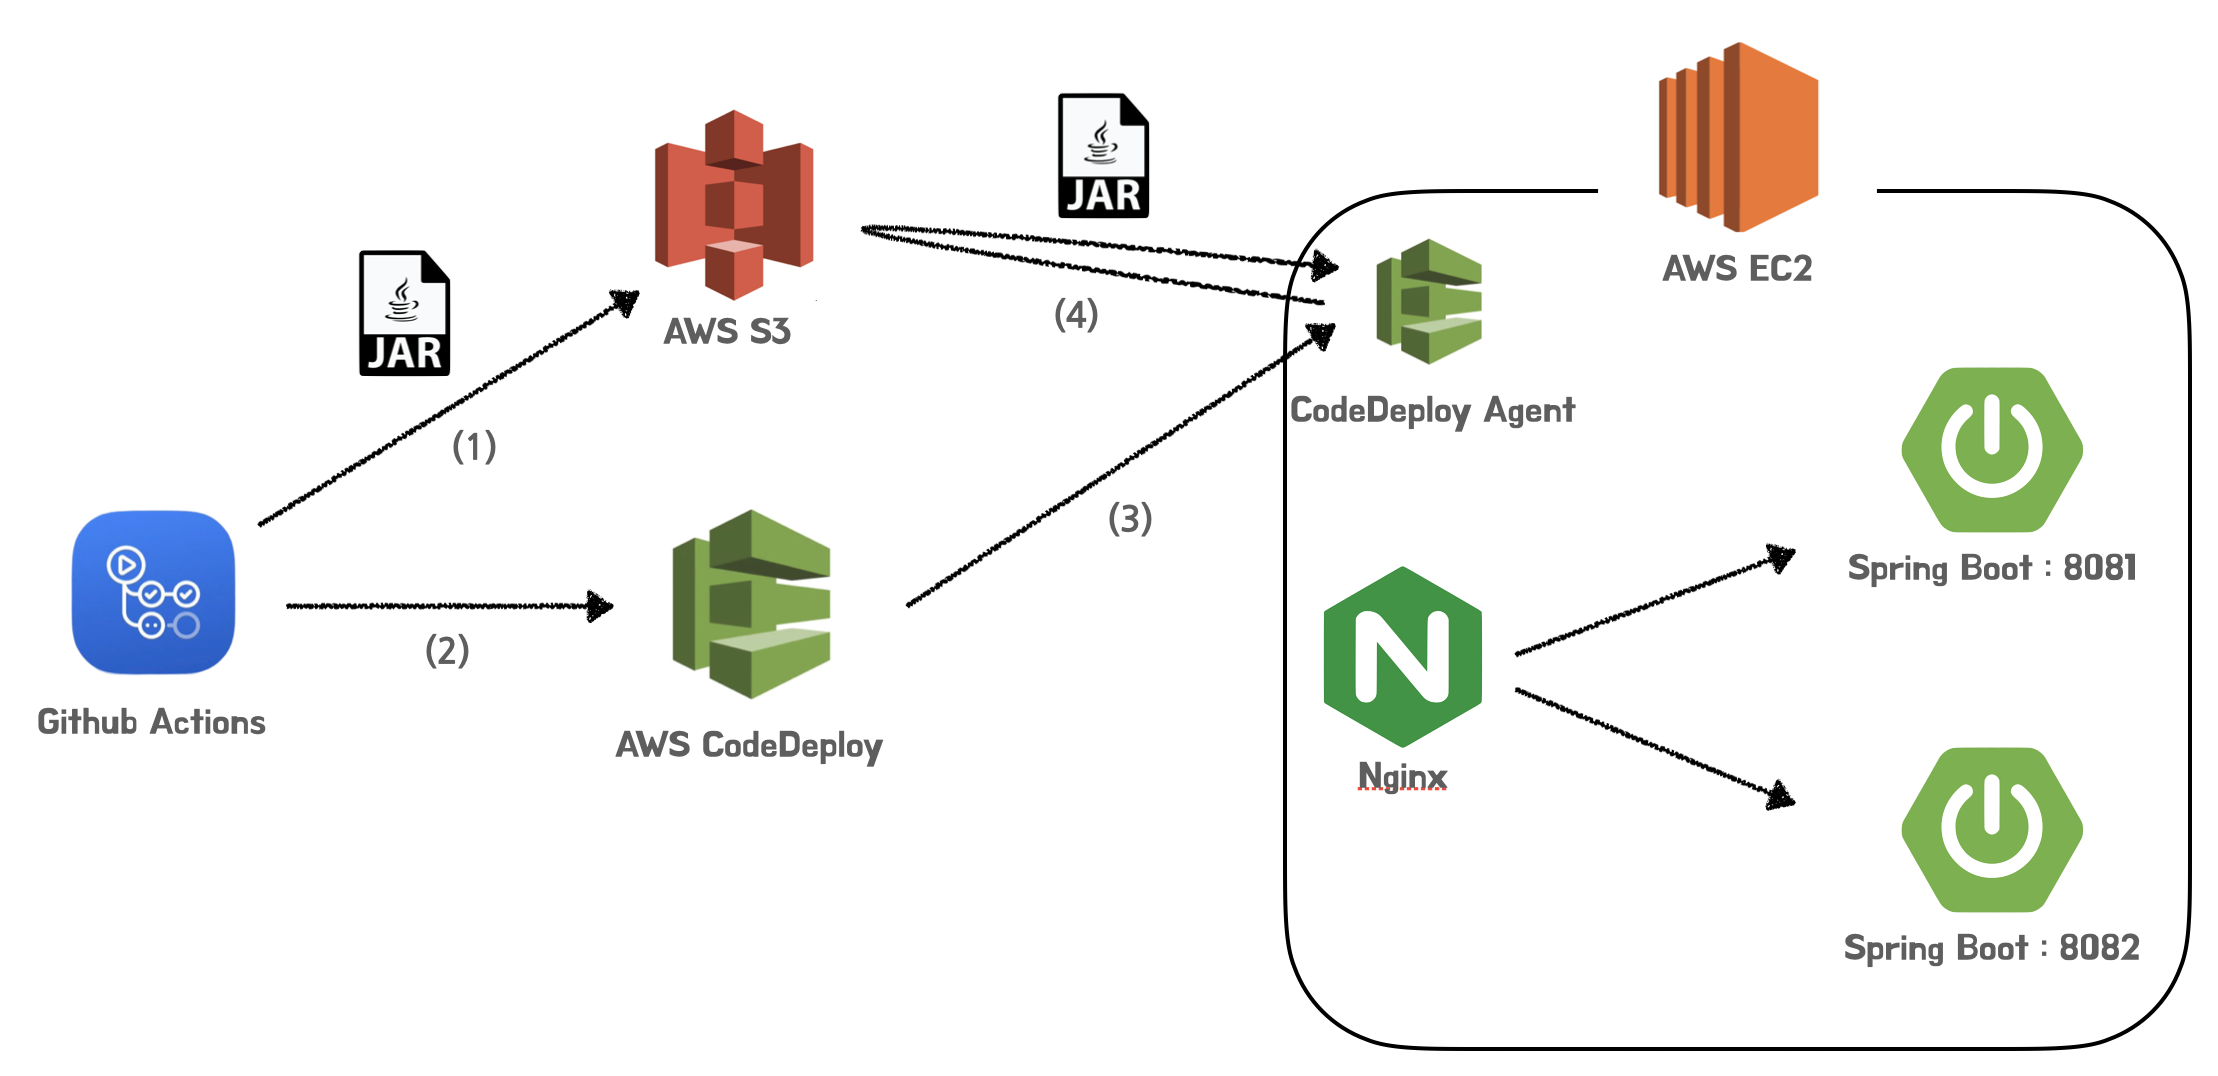 JAR
AWS EC2
JAR
AWS S3
(4)
CodeDeploy Agent
(1)
(3)
Spring Boot : 8081
(2)
Github Actions
AWS CodeDeploy
N
Nginx
Spring Boot : 8082